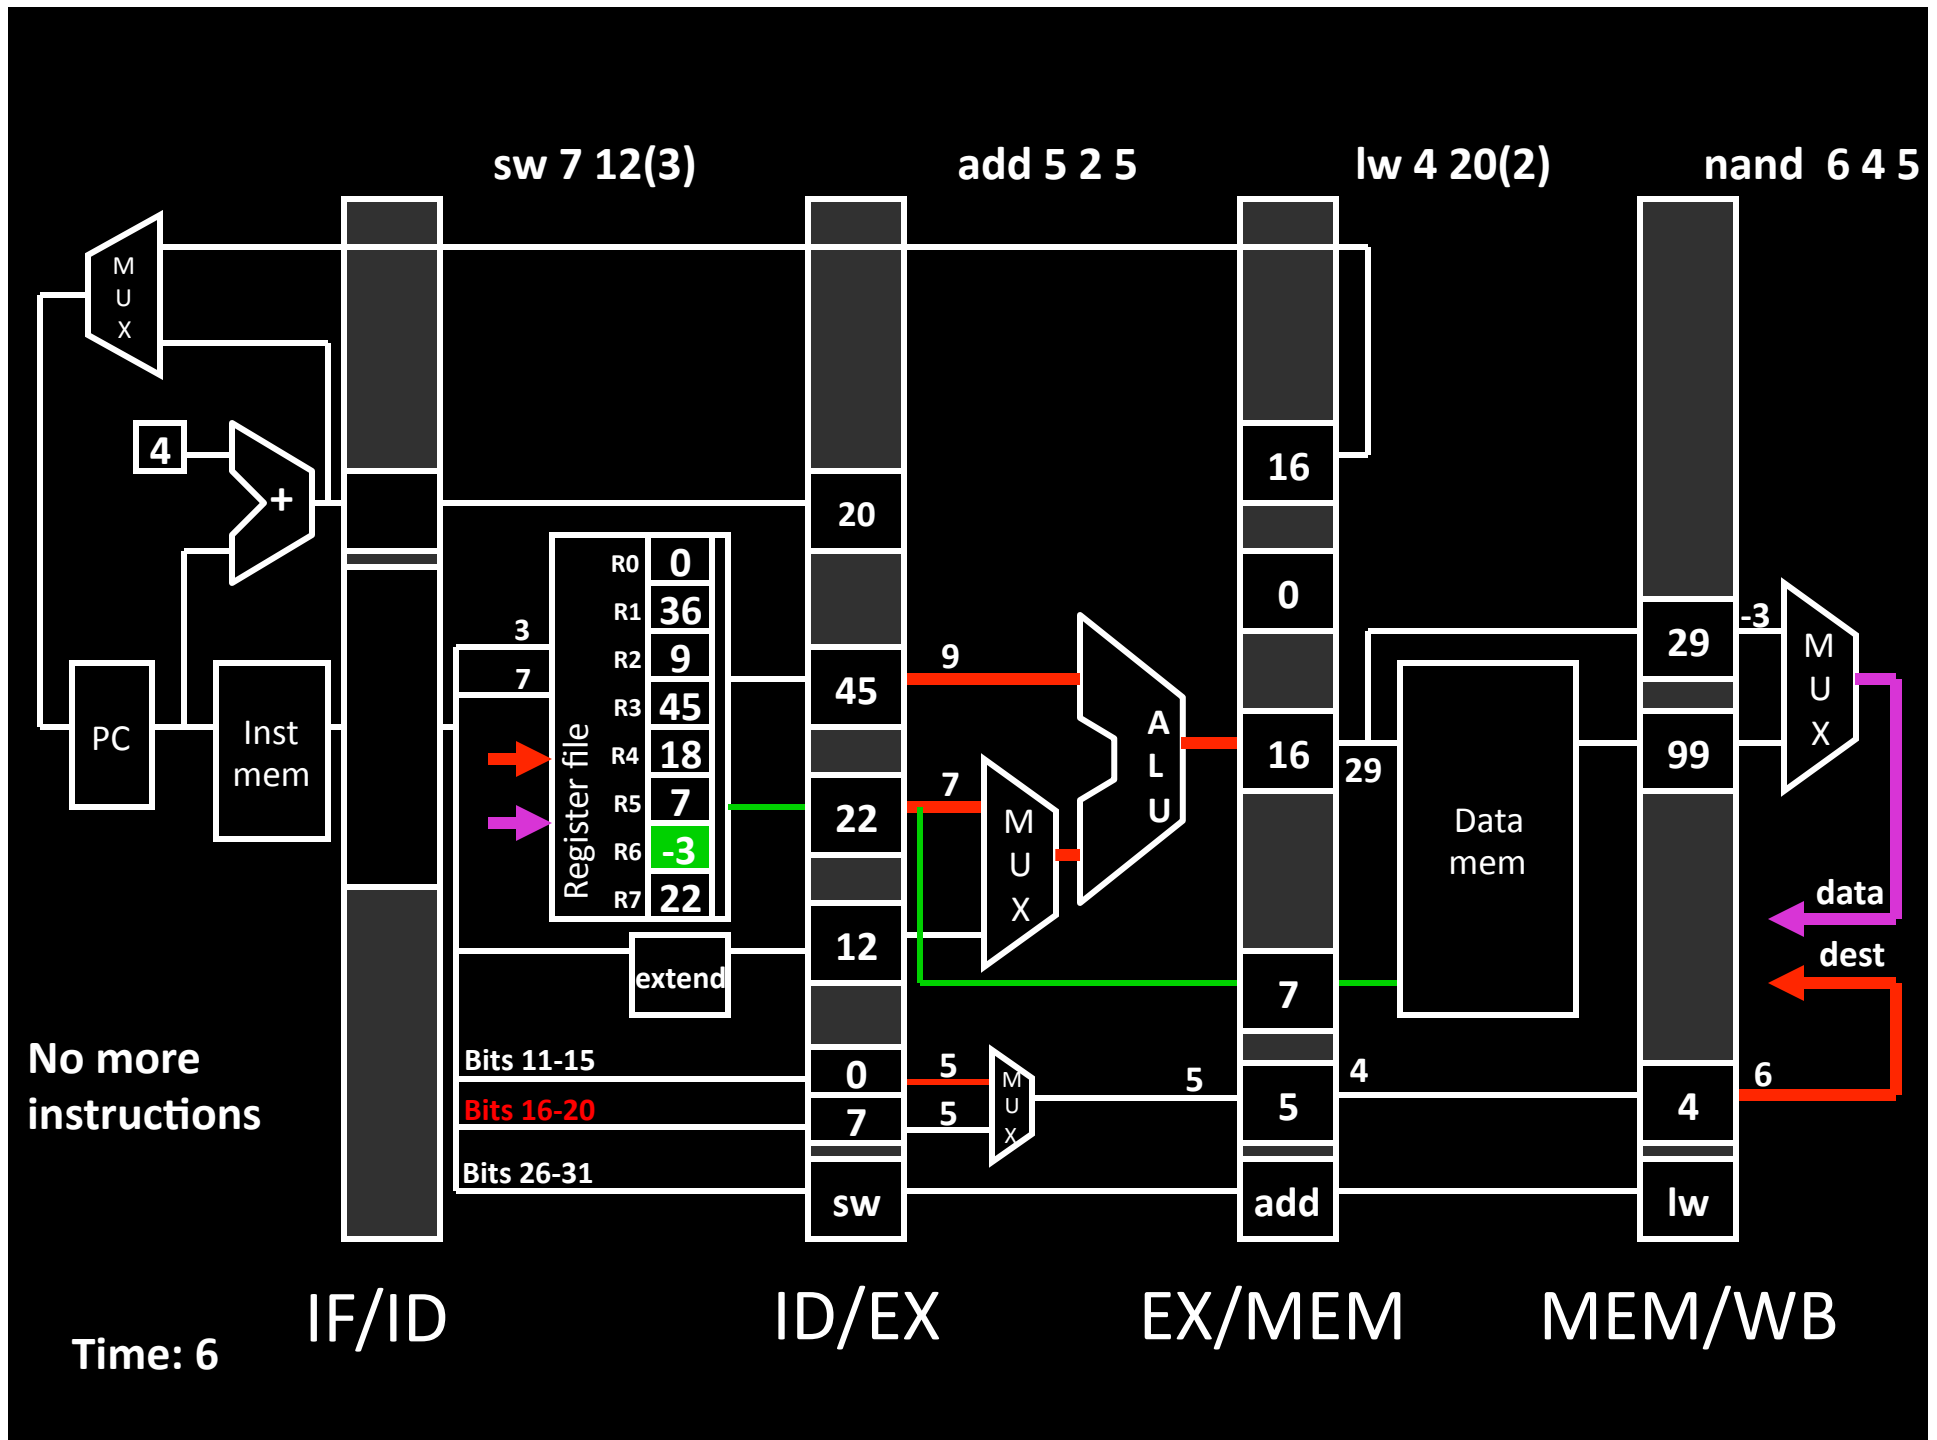 sw 7 12(3)
add 5 2 5
lw 4 20(2)
nand 6 4 5
M
U
X
4
+
PC
Inst
mem
3
7
Register file
R0 0
R1 36
R2 9
R3 45
R4 18
R5 7
R6 -3
R7 22
extend
Bits 11-15
Bits 16-20
Bits 26-31
20
45
22
12
0
7
sw
9
7
M
U
X
A
L
U
5
5
M
U
X
5
16
0
16
7
5
add
29
4
Data
mem
29
99
4
lw
-3
M
U
X
data
dest
6
No more
instructions
IF/ID
ID/EX
EX/MEM
MEM/WB
Time: 6